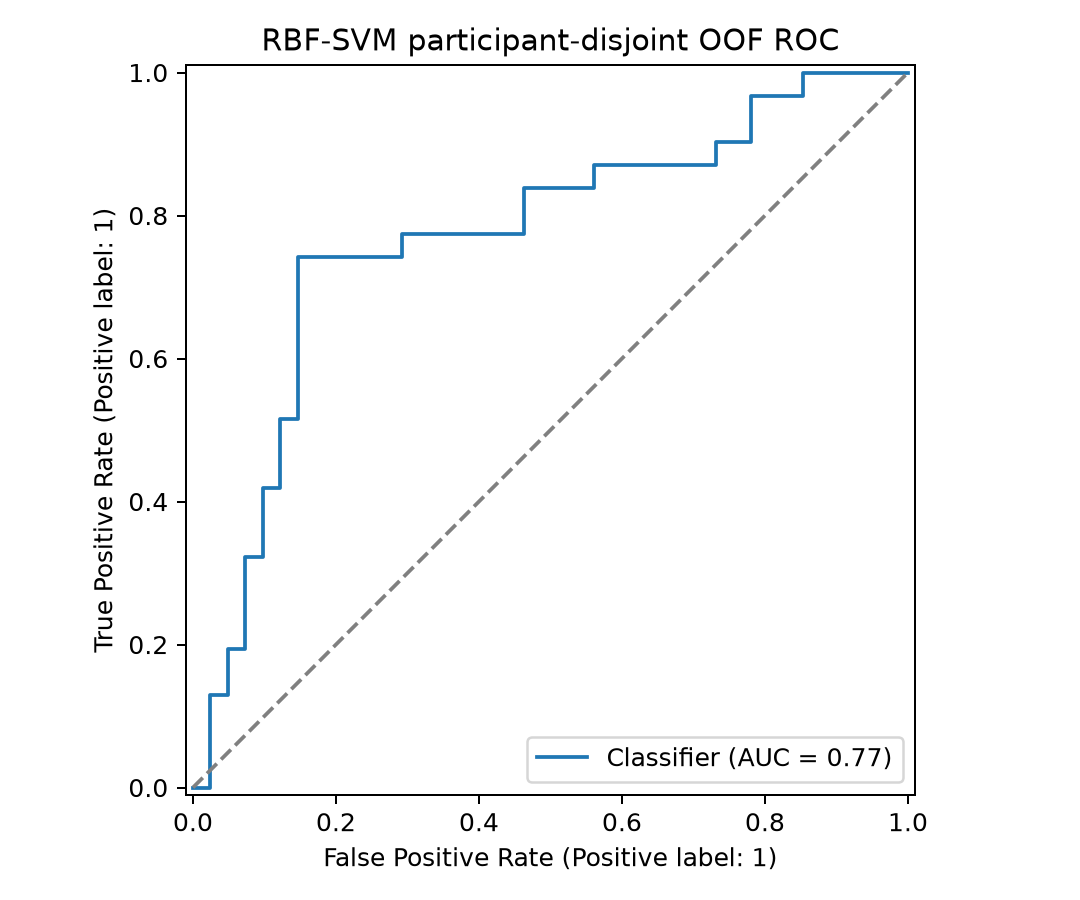 RBF-SVM participant-disjoint OOF ROC
True Positive Rate (Positive label: 1)
1.0
0.8
0.6
0.4
0.2
0.0
Classifier (AUC = 0.77)
0.0 0.2 0.4 0.6 0.8 1.0
False Positive Rate (Positive label: 1)